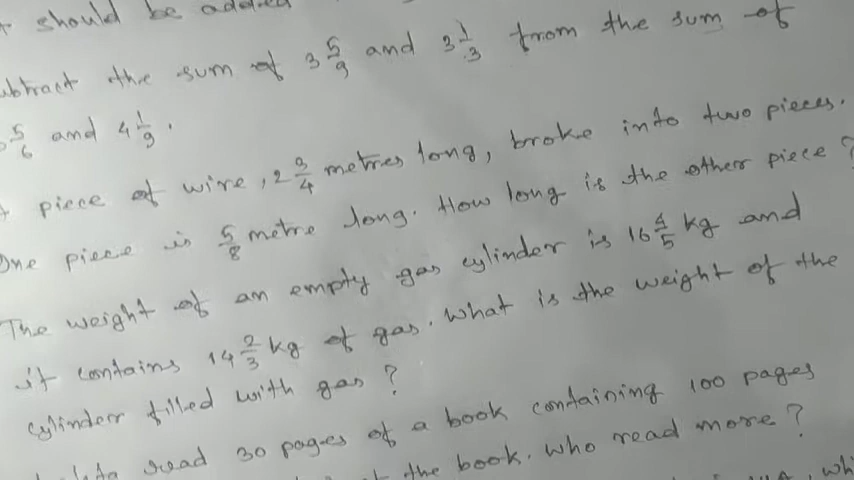 should be added
the sum of 3 5/9 and 3 1/3 from the sum of
5/6 and 4 1/9.
piece of wire, 2 3/4 metres long, broke into two pieces.
One piece is 5/8 metre long. How long is the other piece?
The weight of an empty gas cylinder is 16 4/5 kg and
it contains 14 2/3 kg of gas. What is the weight of the
cylinder filled with gas?
read 30 pages of a book containing 100 pages
the book. Who read more?